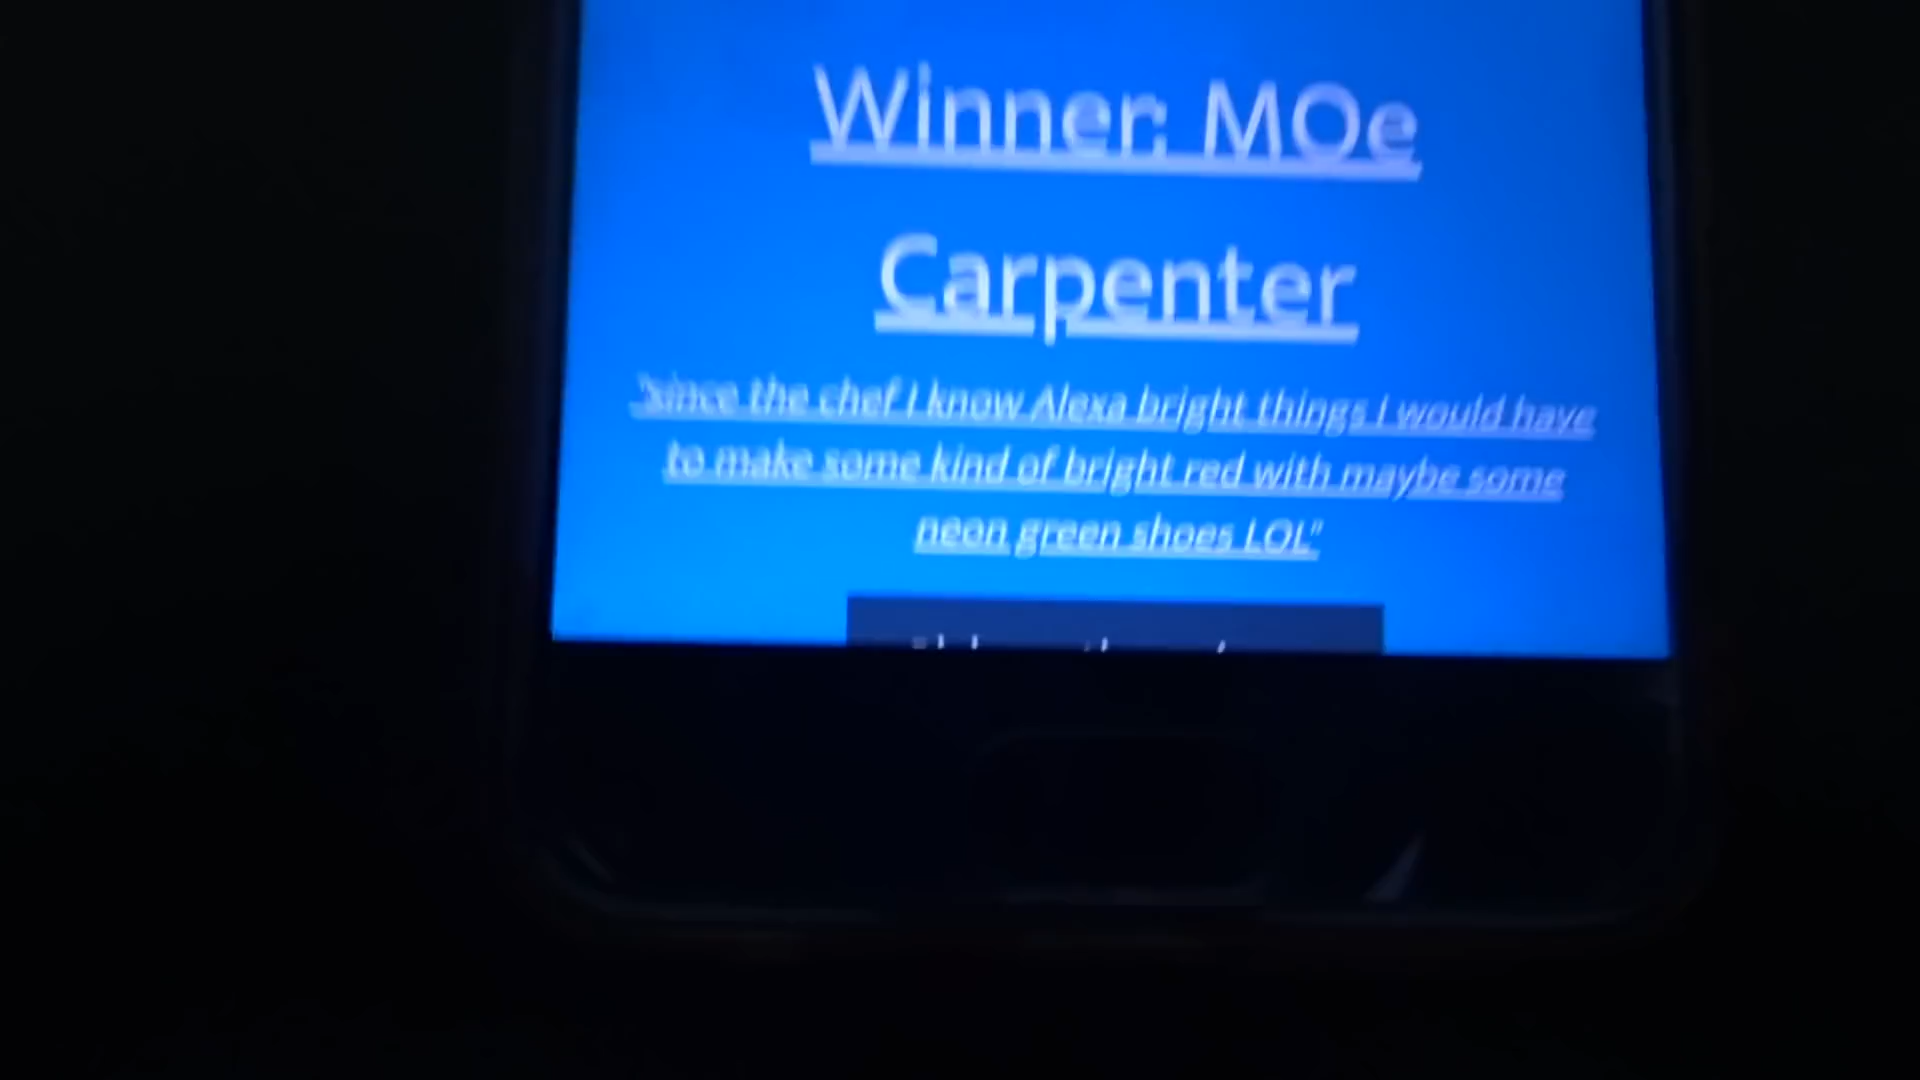 Winner: MOe
Carpenter
"since the chef I know Alexa bright things I would have
to make some kind of bright red with maybe some
neon green shoes LOL"